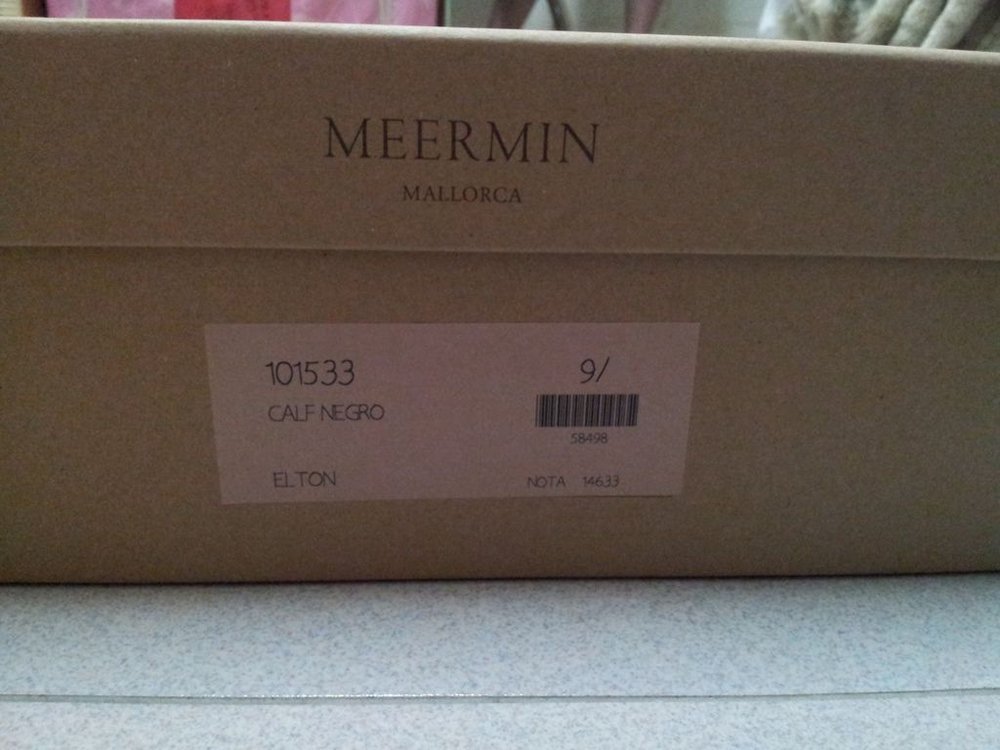 MEERMIN
MALLORCA
101533 9/
CALF NEGRO
58498
ELTON NOTA 14633